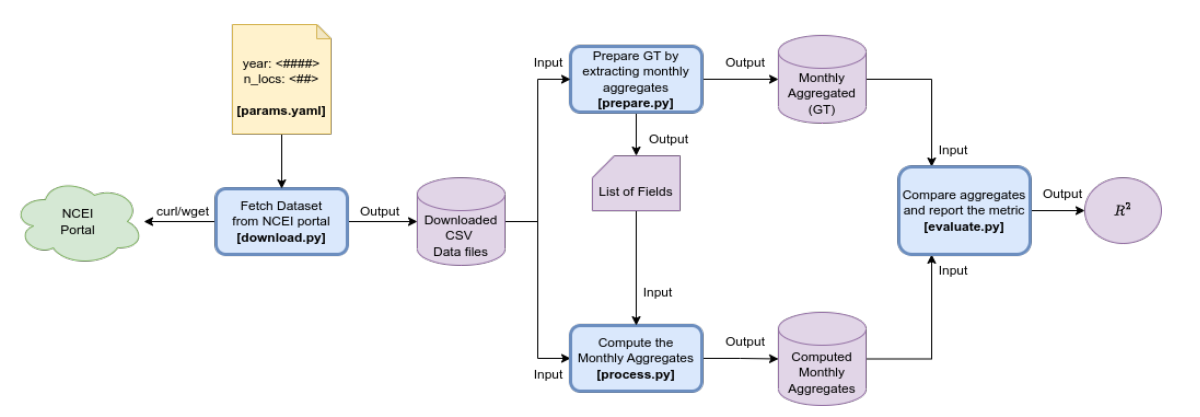 year: <####>
n_locs: <##>
[params.yaml]
NCEI
Portal
curl/wget
Fetch Dataset
from NCEI portal
[download.py]
Output
Downloaded
CSV
Data files
Input
Prepare GT by
extracting monthly
aggregates
[prepare.py]
Output
Monthly
Aggregated
(GT)
Output
List of Fields
Input
Input
Compute the
Monthly Aggregates
[process.py]
Output
Computed
Monthly
Aggregates
Input
Compare aggregates
and report the metric
[evaluate.py]
Input
Output
R²